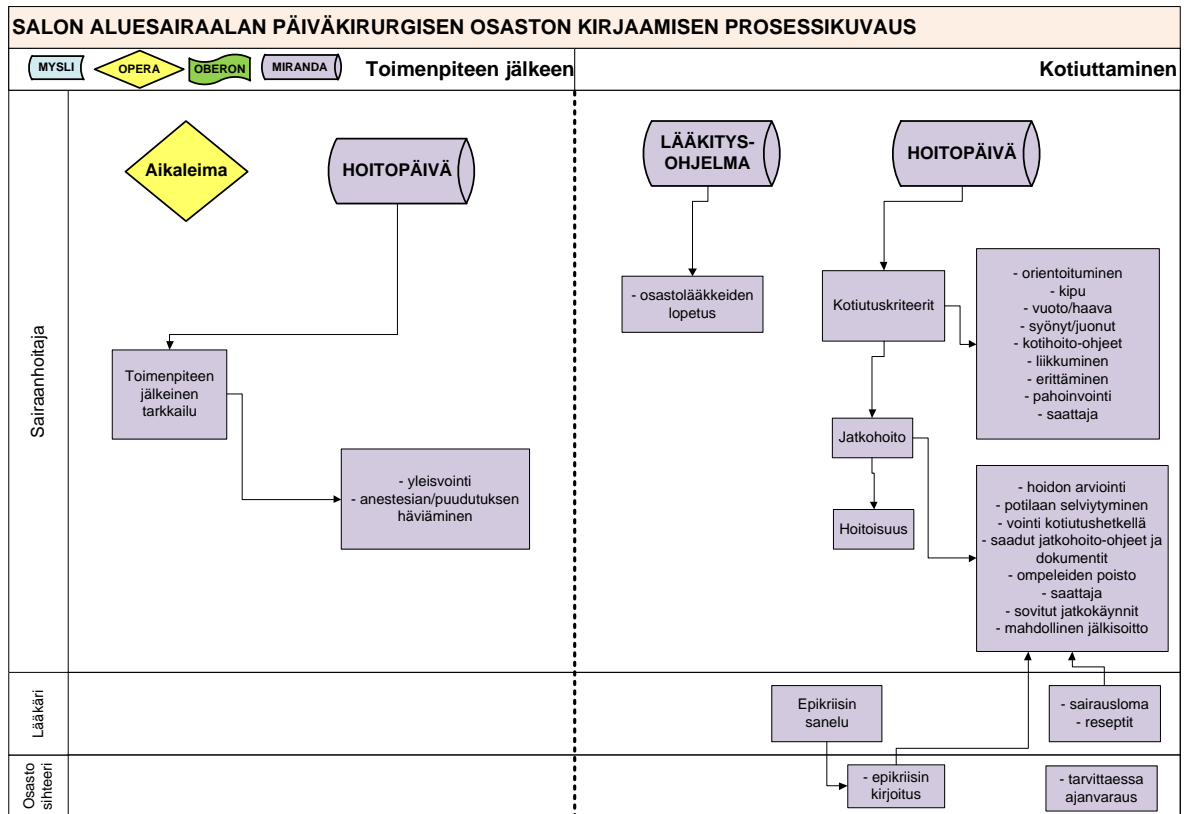 SALON ALUESAIRAALAN PÄIVÄKIRURGISEN OSASTON KIRJAAMISEN PROSESSIKUVAUS
MYSLI
OPERA
OBERON
MIRANDA
Toimenpiteen jälkeen
Kotiuttaminen
Sairaanhoitaja
Aikaleima
HOITOPÄIVÄ
Toimenpiteen
jälkeinen
tarkkailu
- yleisvointi
- anestesian/puudutuksen
häviäminen
LÄÄKITYS-
OHJELMA
- osastolääkkeiden
lopetus
HOITOPÄIVÄ
Kotiutuskriteerit
- orientoituminen
- kipu
- vuoto/haava
- syönyt/juonut
- kotihoito-ohjeet
- liikkuminen
- erittäminen
- pahoinvointi
- saattaja
Jatkohoito
Hoitoisuus
- hoidon arviointi
- potilaan selviytyminen
- vointi kotiutushetkellä
- saadut jatkohoito-ohjeet ja
dokumentit
- ompeleiden poisto
- saattaja
- sovitut jatkokäynnit
- mahdollinen jälkisoitto
Lääkäri
Epikriisin
sanelu
- sairausloma
- reseptit
Osasto
sihteeri
- epikriisin
kirjoitus
- tarvittaessa
ajanvaraus